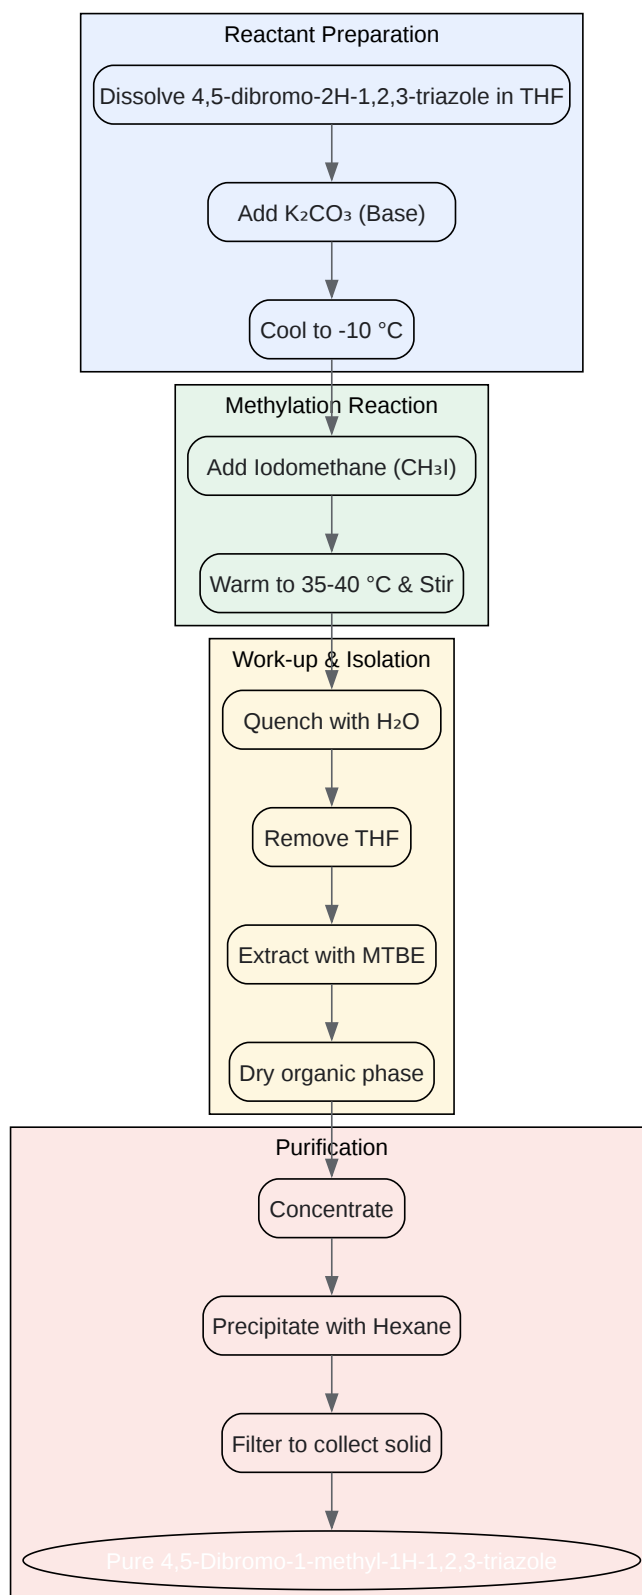 Reactant Preparation
Dissolve 4,5-dibromo-2H-1,2,3-triazole in THF
Add K₂CO₃ (Base)
Cool to -10 °C
Methylation Reaction
Add Iodomethane (CH₃I)
Warm to 35-40 °C & Stir
Work-up & Isolation
Quench with H₂O
Remove THF
Extract with MTBE
Dry organic phase
Purification
Concentrate
Precipitate with Hexane
Filter to collect solid
Pure 4,5-Dibromo-1-methyl-1H-1,2,3-triazole